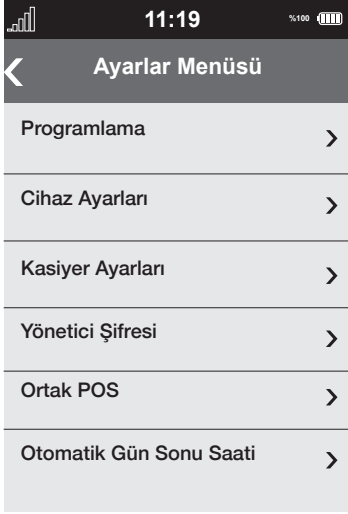 11:19 %100
Ayarlar Menüsü
Programlama
Cihaz Ayarları
Kasiyer Ayarları
Yönetici Şifresi
Ortak POS
Otomatik Gün Sonu Saati